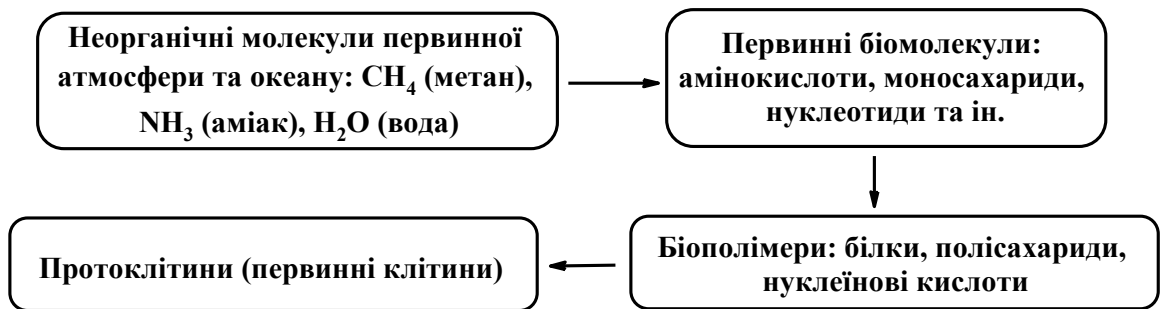 Неорганічні молекули первинної
атмосфери та океану: CH₄ (метан),
NH₃ (аміак), H₂O (вода)
Первинні біомолекули:
амінокислоти, моносахариди,
нуклеотиди та ін.
Біополімери: білки, полісахариди,
нуклеїнові кислоти
Протоклітини (первинні клітини)